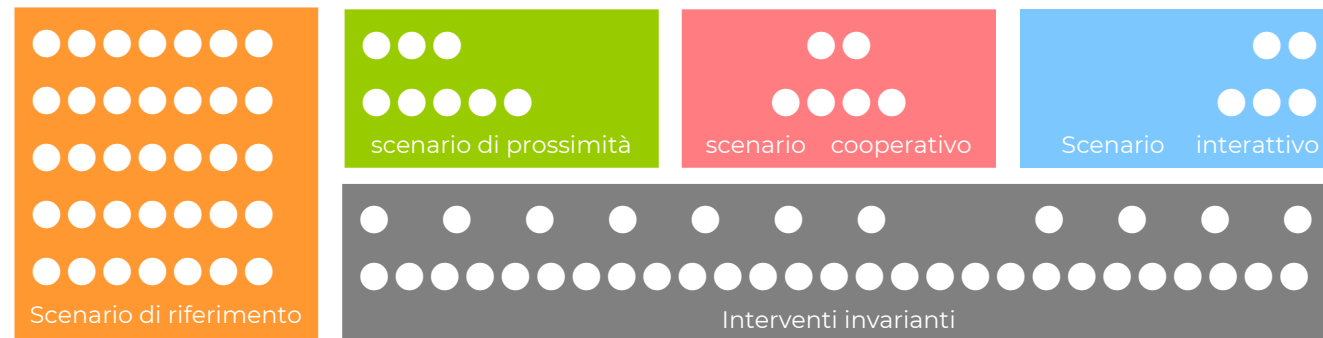 scenario di prossimità
scenario cooperativo
Scenario interattivo
Scenario di riferimento
Interventi invarianti